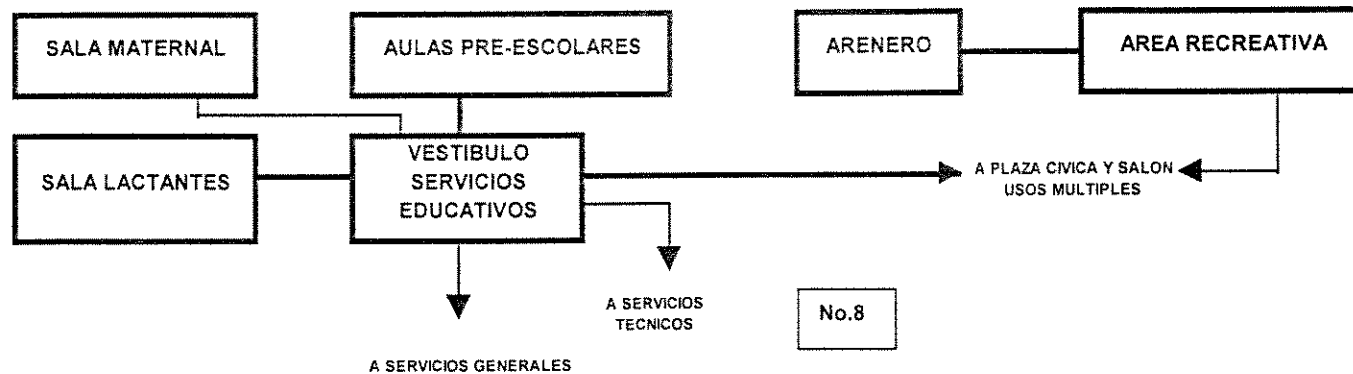 SALA MATERNAL
AULAS PRE-ESCOLARES
ARENERO
AREA RECREATIVA
SALA LACTANTES
VESTIBULO
SERVICIOS
EDUCATIVOS
A PLAZA CIVICA Y SALON
USOS MULTIPLES
A SERVICIOS
TECNICOS
No.8
A SERVICIOS GENERALES